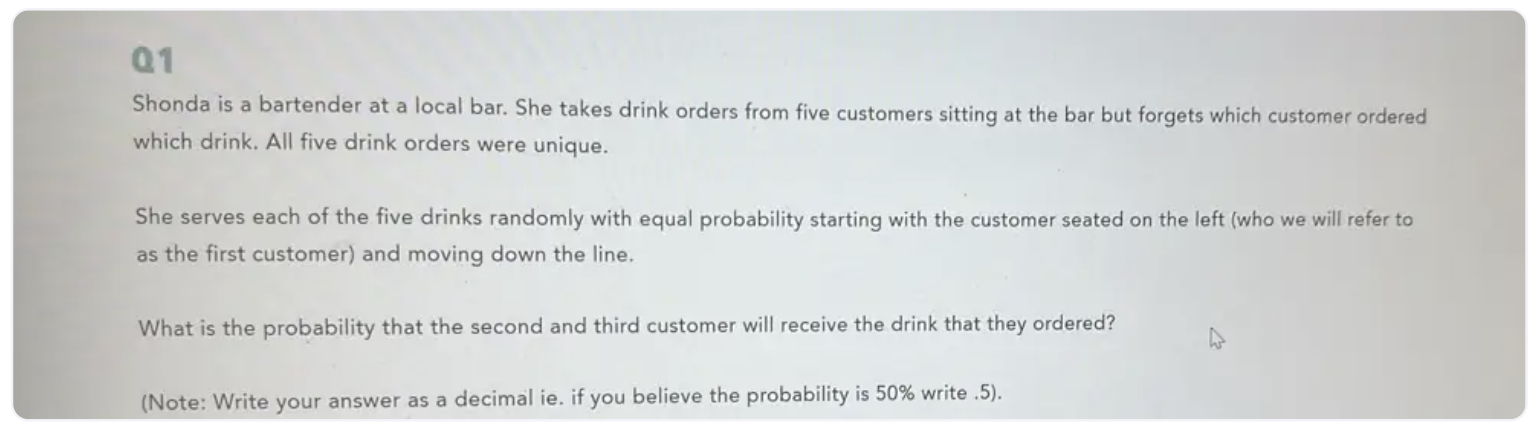 Q1
Shonda is a bartender at a local bar. She takes drink orders from five customers sitting at the bar but forgets which customer ordered
which drink. All five drink orders were unique.
She serves each of the five drinks randomly with equal probability starting with the customer seated on the left (who we will refer to
as the first customer) and moving down the line.
What is the probability that the second and third customer will receive the drink that they ordered?
(Note: Write your answer as a decimal ie. if you believe the probability is 50% write .5).